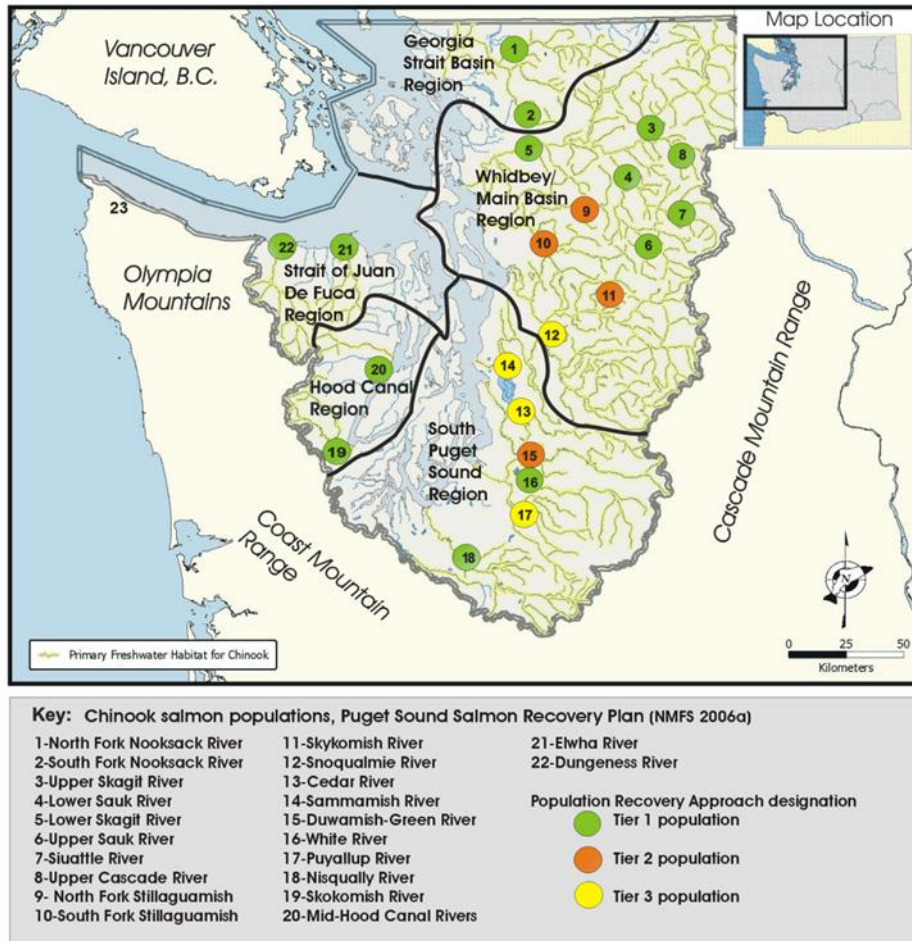 Map Location
Vancouver
Island, B.C.
Georgia
Strait Basin
Region
1
2
3
5
8
4
Whidbey/
Main Basin
Region
9
7
10
6
23
22
21
Olympia
Mountains
Strait of Juan
De Fuca
Region
11
12
14
20
Hood Canal
Region
13
South
Puget
Sound
Region
15
19
16
17
18
Coast Mountain
Range
Cascade Mountain Range
N
Primary Freshwater Habitat for Chinook
0 25 50
Kilometers
Key: Chinook salmon populations, Puget Sound Salmon Recovery Plan (NMFS 2006a)
1-North Fork Nooksack River
2-South Fork Nooksack River
3-Upper Skagit River
4-Lower Sauk River
5-Lower Skagit River
6-Upper Sauk River
7-Siuattle River
8-Upper Cascade River
9- North Fork Stillaguamish
10-South Fork Stillaguamish
11-Skykomish River
12-Snoqualmie River
13-Cedar River
14-Sammamish River
15-Duwamish-Green River
16-White River
17-Puyallup River
18-Nisqually River
19-Skokomish River
20-Mid-Hood Canal Rivers
21-Elwha River
22-Dungeness River
Population Recovery Approach designation
Tier 1 population
Tier 2 population
Tier 3 population